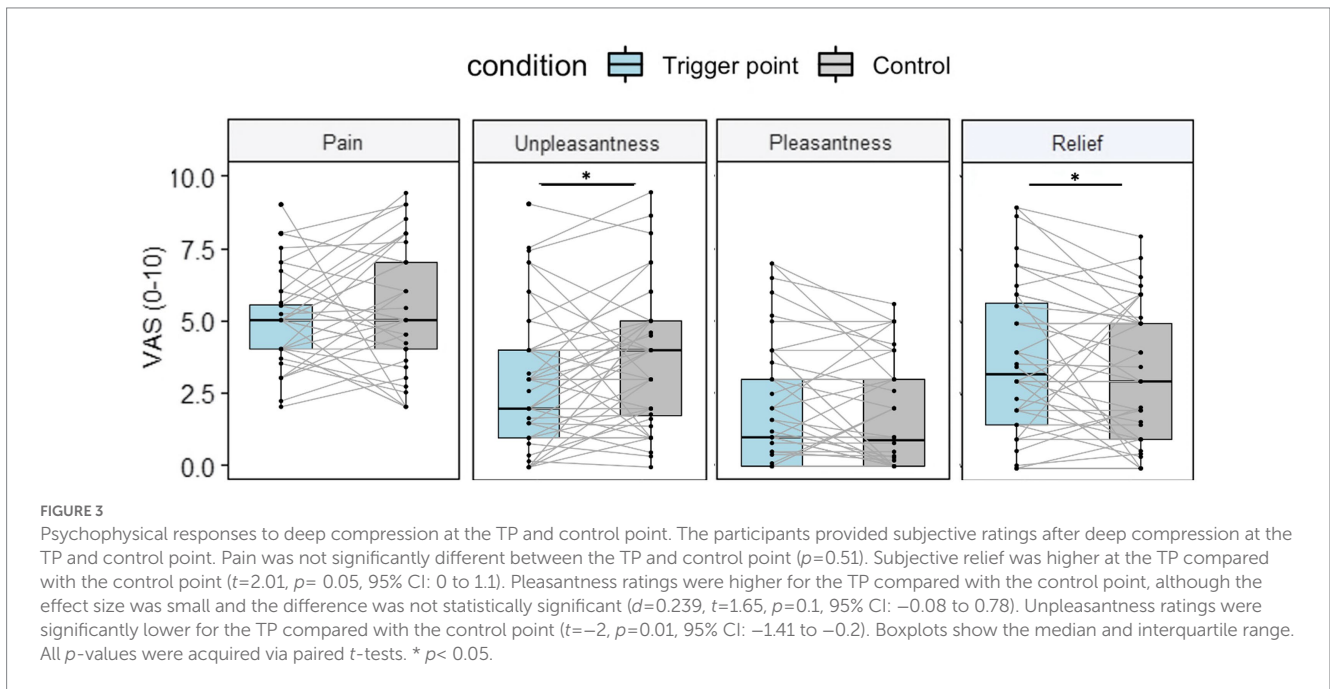 condition Trigger point Control
Pain Unpleasantness Pleasantness Relief
* *
VAS (0-10)
10.0
7.5
5.0
2.5
0.0
FIGURE 3
Psychophysical responses to deep compression at the TP and control point. The participants provided subjective ratings after deep compression at the
TP and control point. Pain was not significantly different between the TP and control point (p=0.51). Subjective relief was higher at the TP compared
with the control point (t=2.01, p= 0.05, 95% CI: 0 to 1.1). Pleasantness ratings were higher for the TP compared with the control point, although the
effect size was small and the difference was not statistically significant (d=0.239, t=1.65, p=0.1, 95% CI: −0.08 to 0.78). Unpleasantness ratings were
significantly lower for the TP compared with the control point (t=−2, p=0.01, 95% CI: −1.41 to −0.2). Boxplots show the median and interquartile range.
All p-values were acquired via paired t-tests. * p< 0.05.